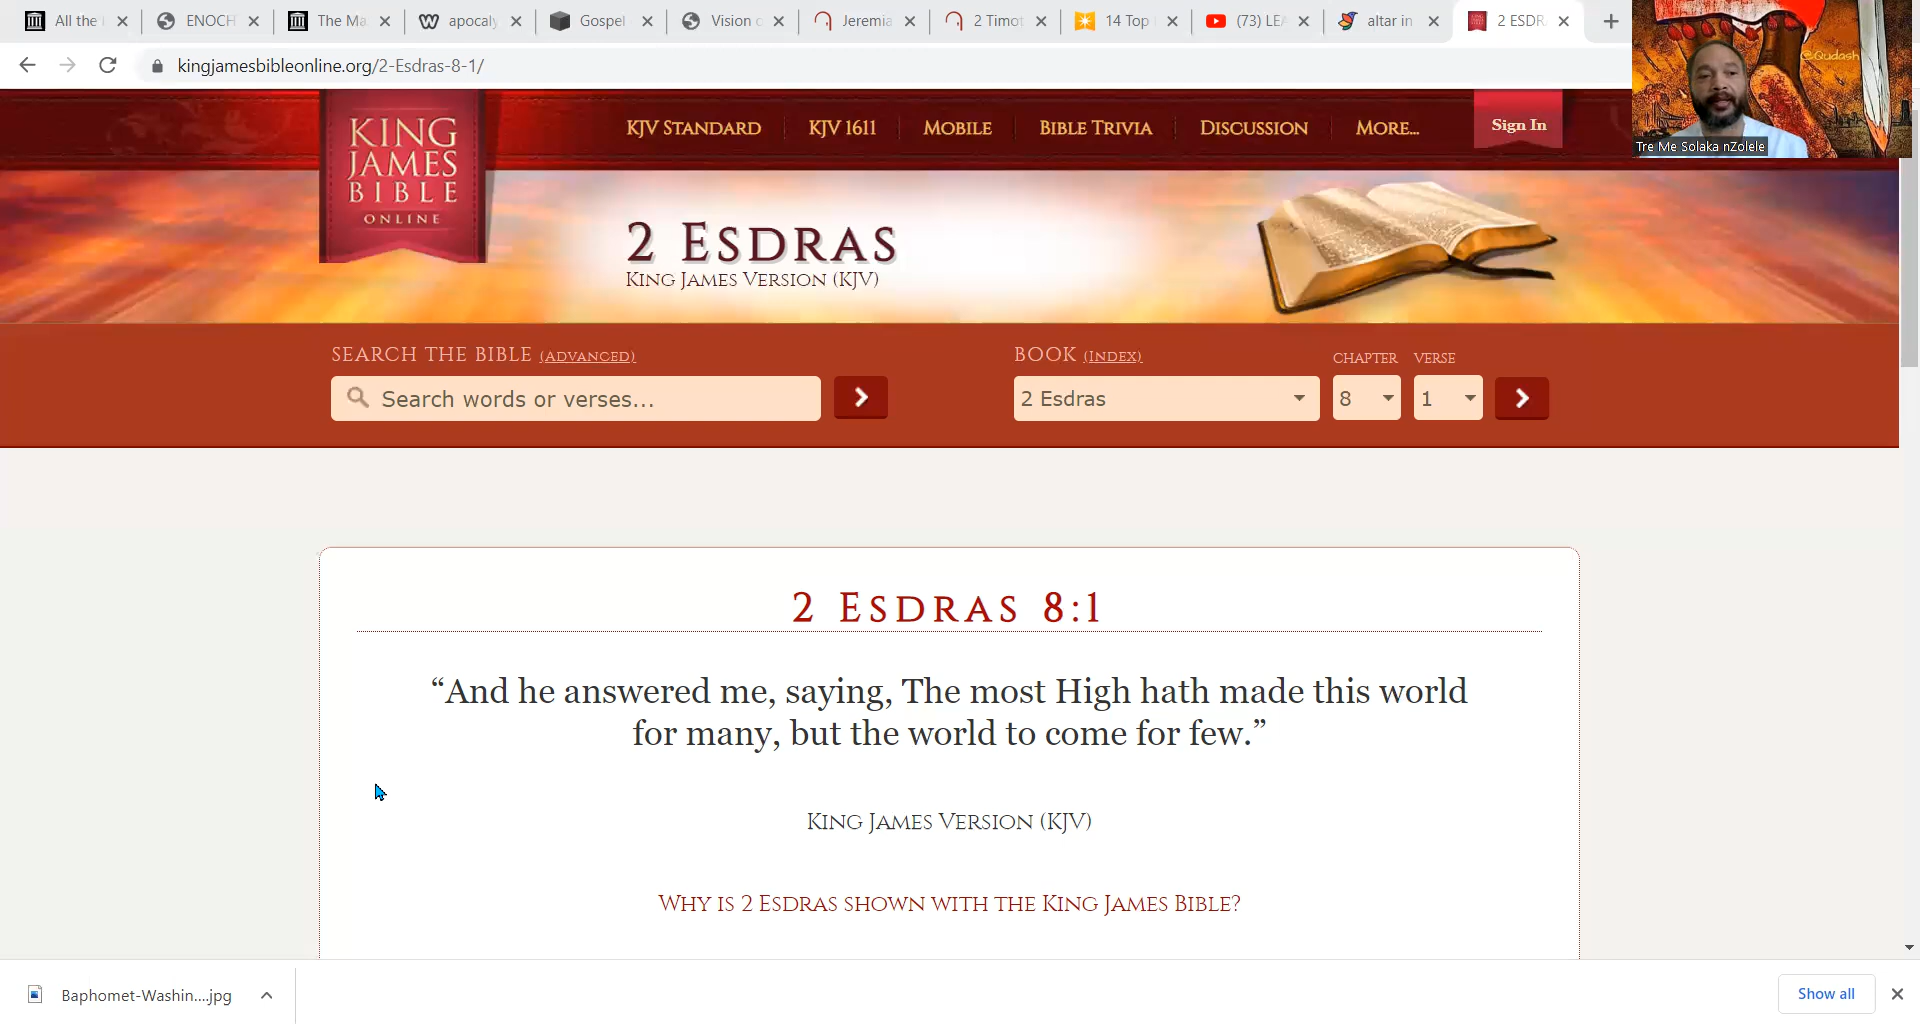 All the
ENOCH
The Ma
apocaly
Gospel
Vision o
Jeremia
2 Timot
14 Top
(73) LEA
altar in
2 ESDR
kingjamesbibleonline.org/2-Esdras-8-1/
@Qudash
Tre Me Solaka nZolele
KING
JAMES
BIBLE
ONLINE
KJV STANDARD
KJV 1611
MOBILE
BIBLE TRIVIA
DISCUSSION
MORE...
Sign In
2 ESDRAS
KING JAMES VERSION (KJV)
SEARCH THE BIBLE (ADVANCED)
BOOK (INDEX)
CHAPTER
VERSE
Search words or verses...
2 Esdras
8
1
2 ESDRAS 8:1
“And he answered me, saying, The most High hath made this world
for many, but the world to come for few.”
KING JAMES VERSION (KJV)
WHY IS 2 ESDRAS SHOWN WITH THE KING JAMES BIBLE?
Baphomet-Washin....jpg
Show all